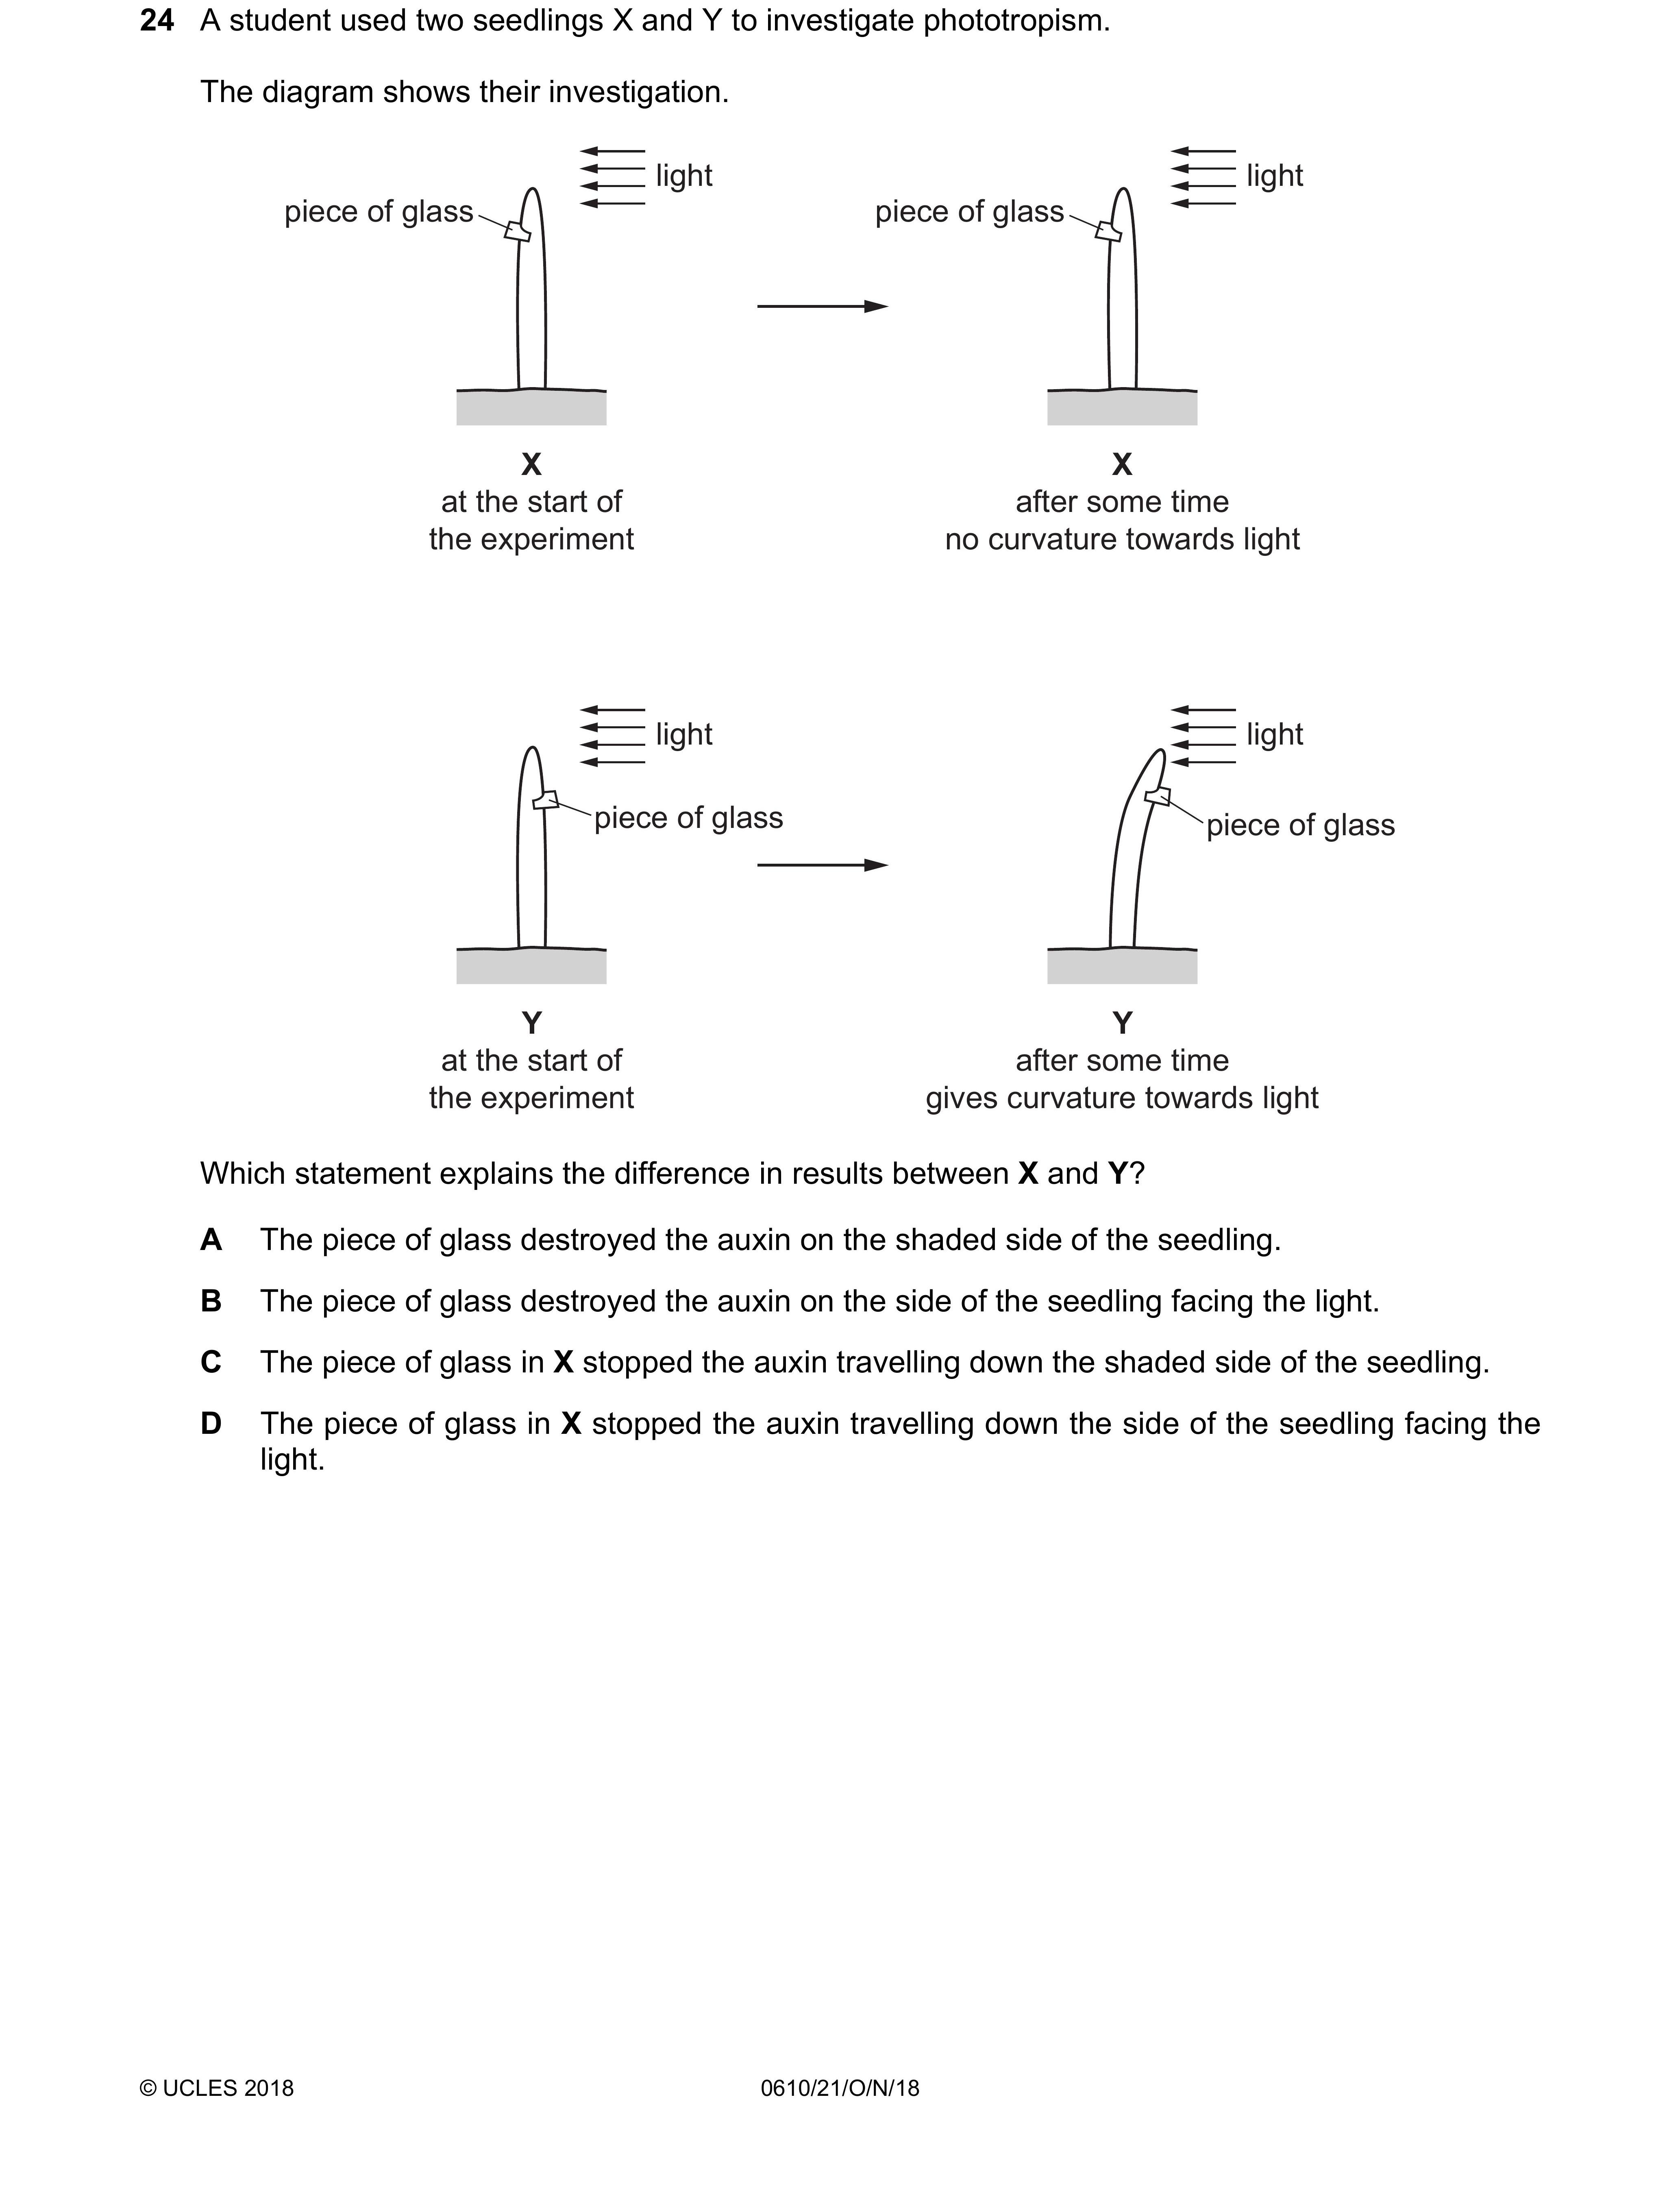 24 A student used two seedlings X and Y to investigate phototropism.
The diagram shows their investigation.
light
piece of glass
light
piece of glass
X
at the start of
the experiment
X
after some time
no curvature towards light
light
piece of glass
light
piece of glass
Y
at the start of
the experiment
Y
after some time
gives curvature towards light
Which statement explains the difference in results between X and Y?
A The piece of glass destroyed the auxin on the shaded side of the seedling.
B The piece of glass destroyed the auxin on the side of the seedling facing the light.
C The piece of glass in X stopped the auxin travelling down the shaded side of the seedling.
D The piece of glass in X stopped the auxin travelling down the side of the seedling facing the
light.
© UCLES 2018
0610/21/O/N/18